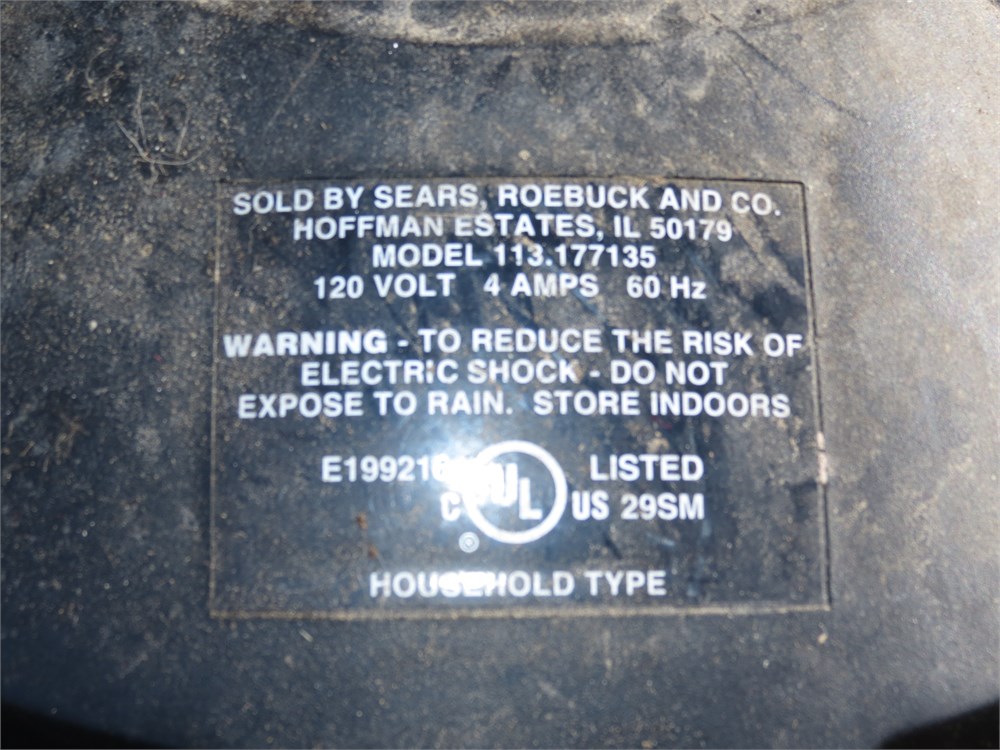 SOLD BY SEARS, ROEBUCK AND CO.
HOFFMAN ESTATES, IL 50179
MODEL 113.177135
120 VOLT 4 AMPS 60 Hz
WARNING - TO REDUCE THE RISK OF
ELECTRIC SHOCK - DO NOT
EXPOSE TO RAIN. STORE INDOORS
UL LISTED
C US 29SM
®
HOUSEHOLD TYPE